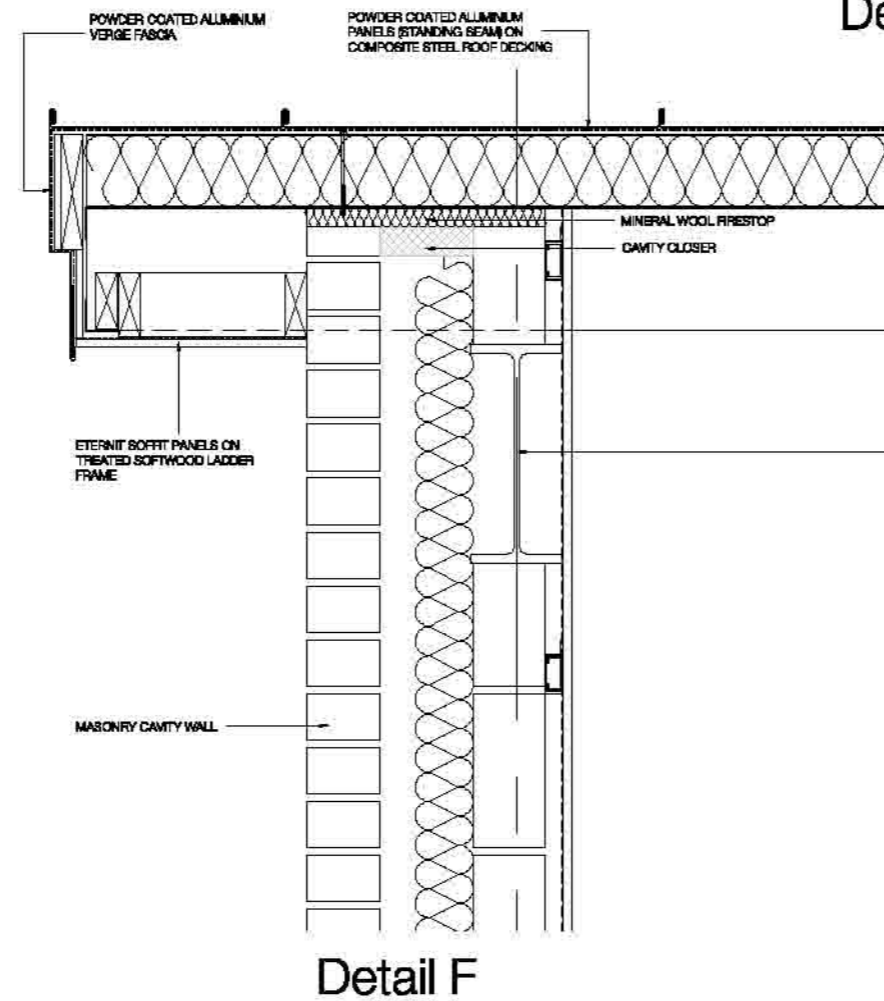 POWDER COATED ALUMINIUM
VERGE FASCIA
POWDER COATED ALUMINIUM
PANELS (STANDING SEAM) ON
COMPOSITE STEEL ROOF DECKING
De
MINERAL WOOL FIRESTOP
CAVITY CLOSER
ETERNIT SOFFIT PANELS ON
TREATED SOFTWOOD LADDER
FRAME
MASONRY CAVITY WALL
Detail F